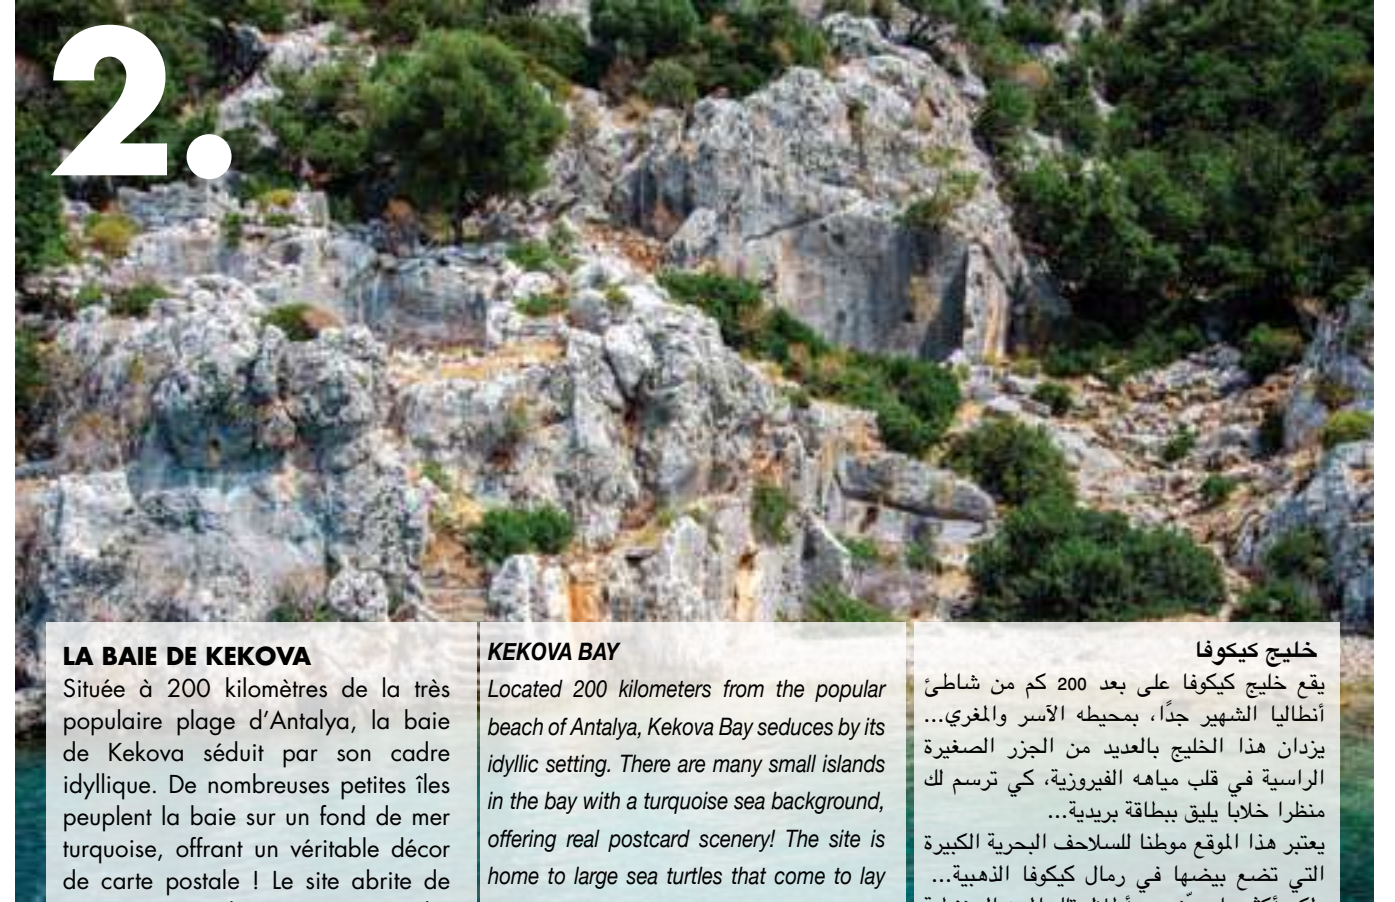 2.
LA BAIE DE KEKOVA
Située à 200 kilomètres de la très
populaire plage d’Antalya, la baie
de Kekova séduit par son cadre
idyllique. De nombreuses petites îles
peuplent la baie sur un fond de mer
turquoise, offrant un véritable décor
de carte postale ! Le site abrite de
KEKOVA BAY
Located 200 kilometers from the popular
beach of Antalya, Kekova Bay seduces by its
idyllic setting. There are many small islands
in the bay with a turquoise sea background,
offering real postcard scenery! The site is
home to large sea turtles that come to lay
خليج كيكوفا
يقع خليج كيكوفا على بعد 200 كم من شاطئ
أنطاليا الشهير جدًا، بمحيطه الآسر والمغري...
يزدان هذا الخليج بالعديد من الجزر الصغيرة
الراسية في قلب مياهه الفيروزية، كي ترسم لك
منظرا خلابا يليق ببطاقة بريدية...
يعتبر هذا الموقع موطنا للسلاحف البحرية الكبيرة
التي تضع بيضها في رمال كيكوفا الذهبية...